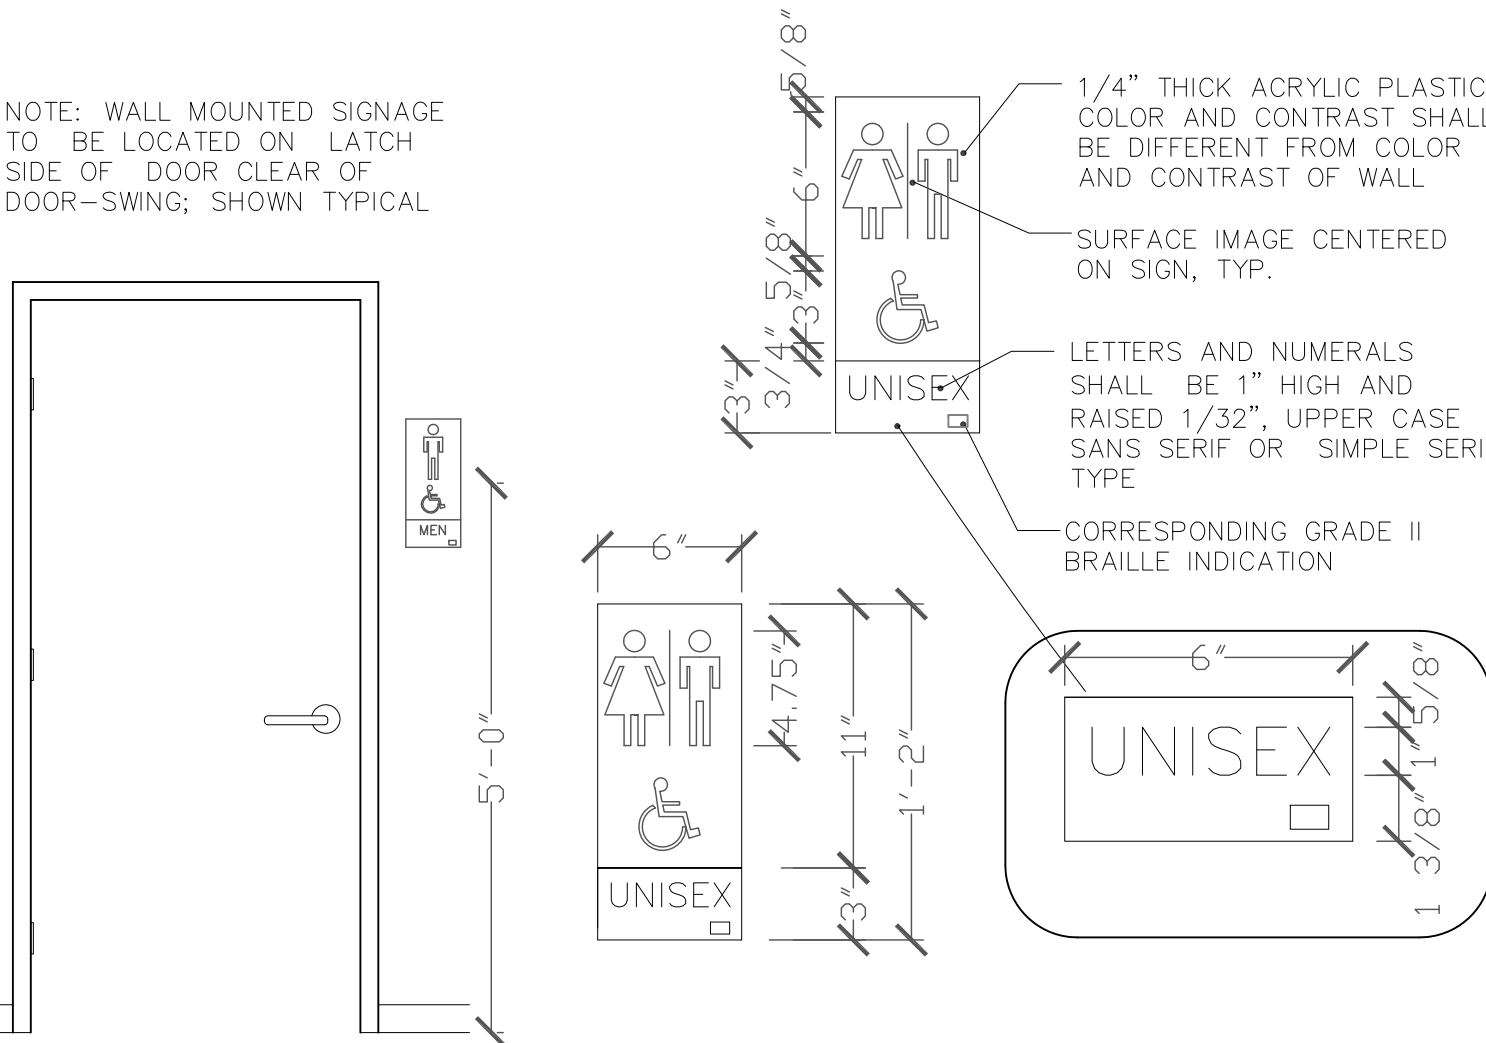 NOTE: WALL MOUNTED SIGNAGE
TO BE LOCATED ON LATCH
SIDE OF DOOR CLEAR OF
DOOR-SWING; SHOWN TYPICAL
MEN
5'-0"
5/8"
6"
5/8"
3"
3/4"
3"
UNISEX
1/4" THICK ACRYLIC PLASTIC
COLOR AND CONTRAST SHALL
BE DIFFERENT FROM COLOR
AND CONTRAST OF WALL
SURFACE IMAGE CENTERED
ON SIGN, TYP.
LETTERS AND NUMERALS
SHALL BE 1" HIGH AND
RAISED 1/32", UPPER CASE
SANS SERIF OR SIMPLE SERI
TYPE
CORRESPONDING GRADE II
BRAILLE INDICATION
6"
4.75"
11"
1'-2"
3"
UNISEX
6"
UNISEX
5/8"
1"
1 3/8"